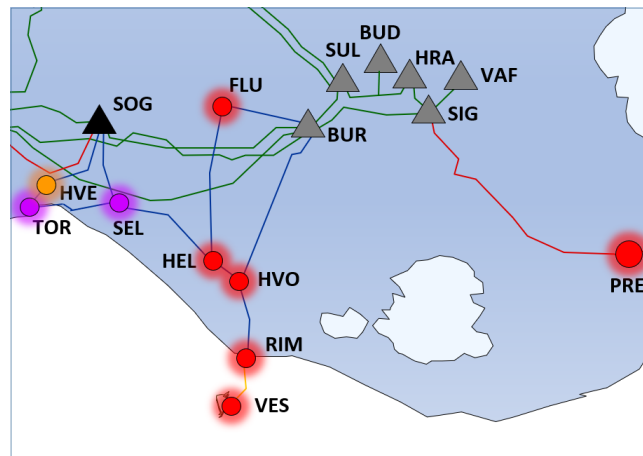 BUD
SUL
HRA
VAF
FLU
SOG
SIG
BUR
HVE
TOR
SEL
HEL
HVO
PRE
RIM
VES